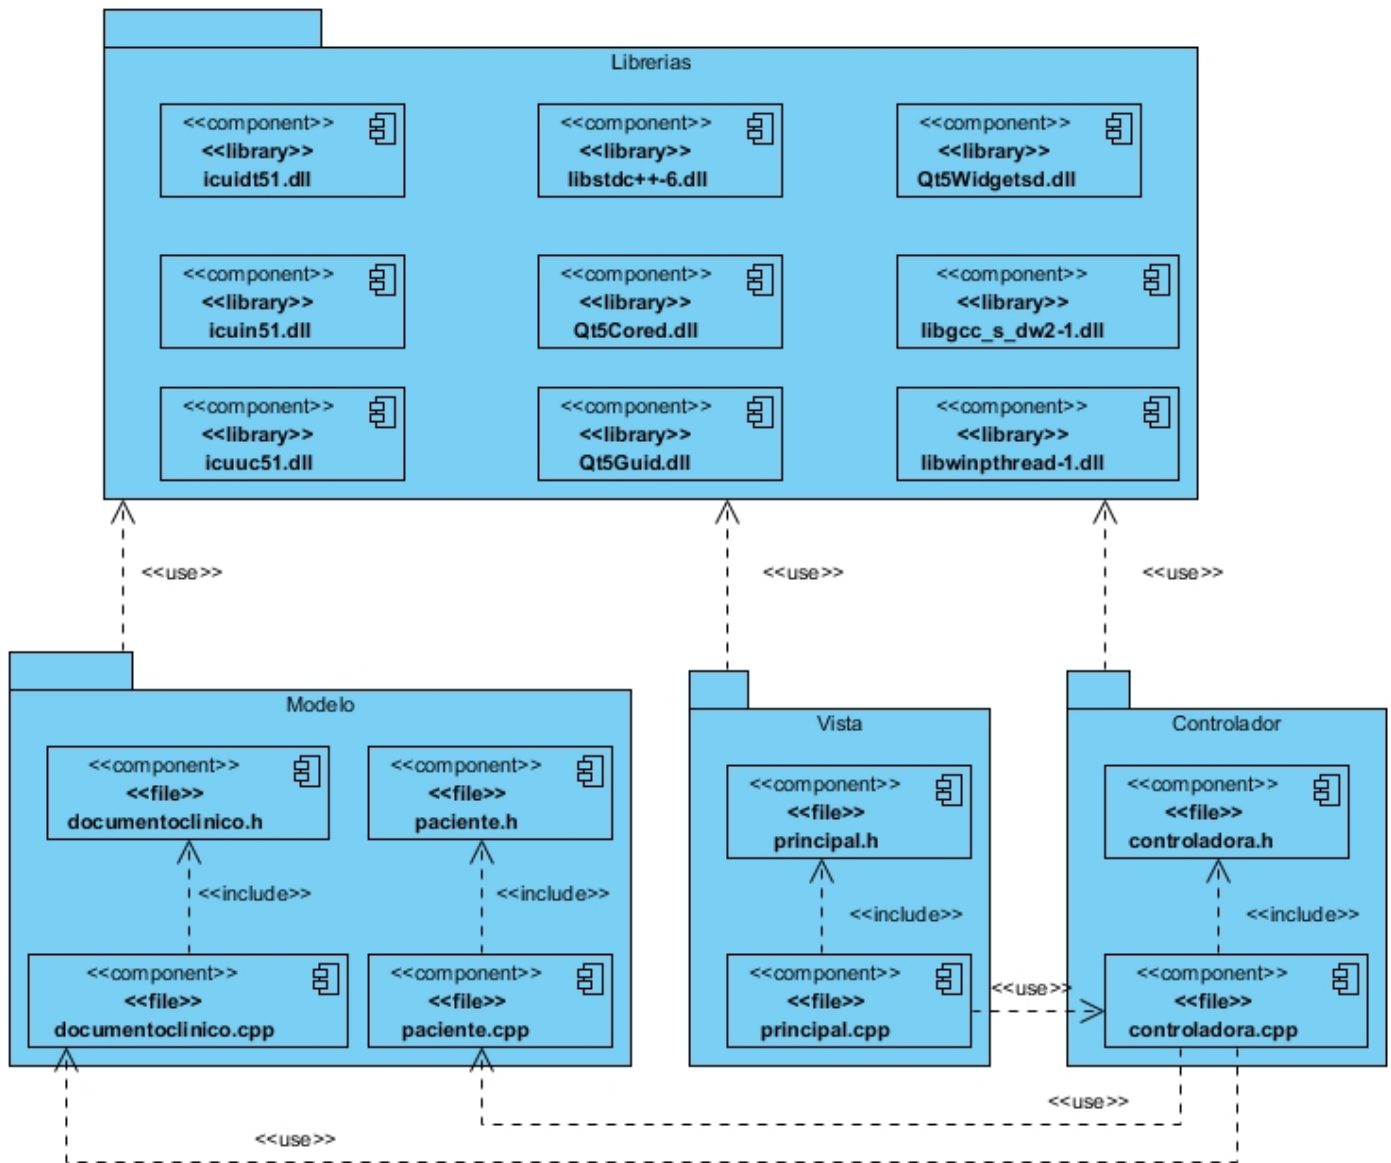 Librerias
<<component>>
<<library>>
icuidt51.dll
<<component>>
<<library>>
libstdc++-6.dll
<<component>>
<<library>>
Qt5Widgetsd.dll
<<component>>
<<library>>
icuin51.dll
<<component>>
<<library>>
Qt5Cored.dll
<<component>>
<<library>>
libgcc_s_dw2-1.dll
<<component>>
<<library>>
icuuc51.dll
<<component>>
<<library>>
Qt5Guid.dll
<<component>>
<<library>>
libwinpthread-1.dll
<<use>>
<<use>>
<<use>>
Modelo
<<component>>
<<file>>
documentoclinico.h
<<component>>
<<file>>
paciente.h
<<include>>
<<include>>
<<component>>
<<file>>
documentoclinico.cpp
<<component>>
<<file>>
paciente.cpp
Vista
<<component>>
<<file>>
principal.h
<<include>>
<<component>>
<<file>>
principal.cpp
<<use>>
Controlador
<<component>>
<<file>>
controladora.h
<<include>>
<<component>>
<<file>>
controladora.cpp
<<use>>
<<use>>